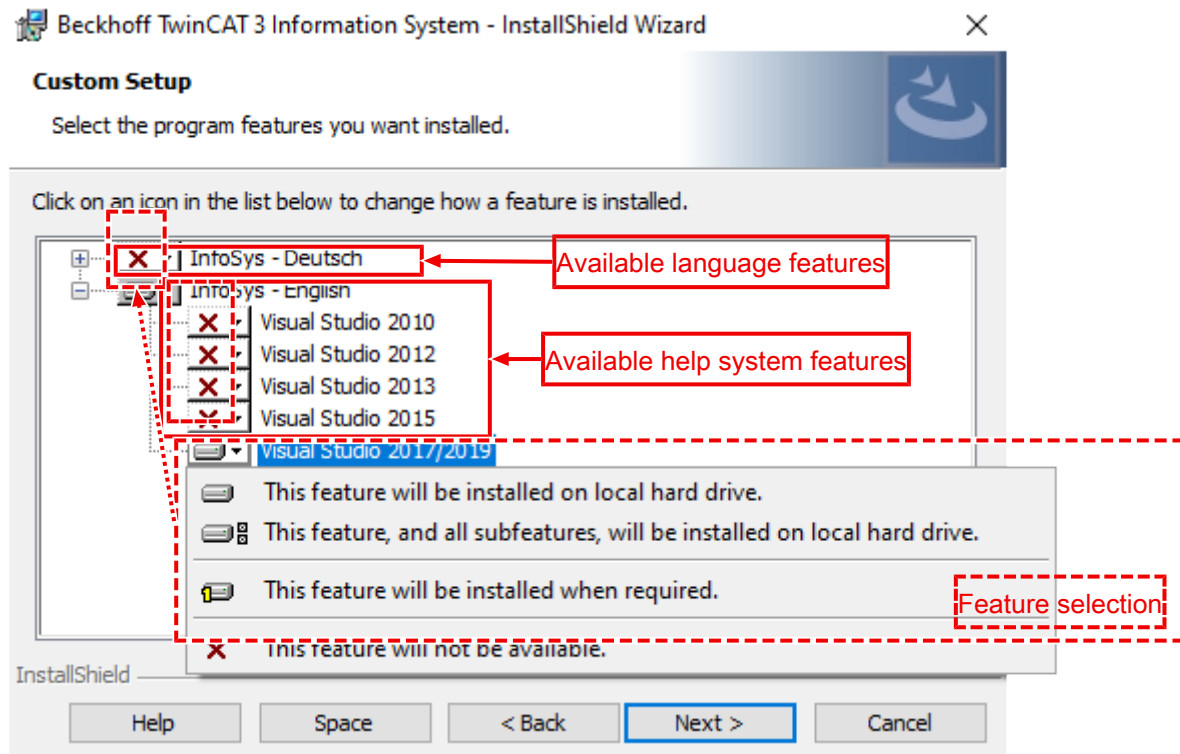 Beckhoff TwinCAT 3 Information System - InstallShield Wizard
Custom Setup
Select the program features you want installed.
Click on an icon in the list below to change how a feature is installed.
InfoSys - Deutsch
Available language features
InfoSys - English
Visual Studio 2010
Visual Studio 2012
Available help system features
Visual Studio 2013
Visual Studio 2015
Visual Studio 2017/2019
This feature will be installed on local hard drive.
This feature, and all subfeatures, will be installed on local hard drive.
This feature will be installed when required.
Feature selection
This feature will not be available.
InstallShield
Help
Space
< Back
Next >
Cancel